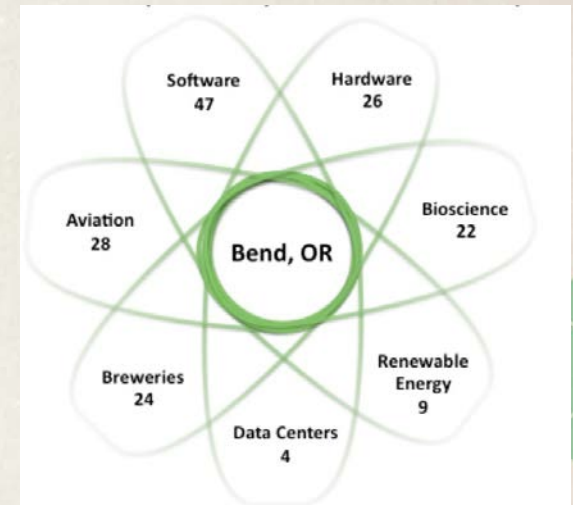 Software
47
Hardware
26
Aviation
28
Bend, OR
Bioscience
22
Breweries
24
Renewable
Energy
9
Data Centers
4